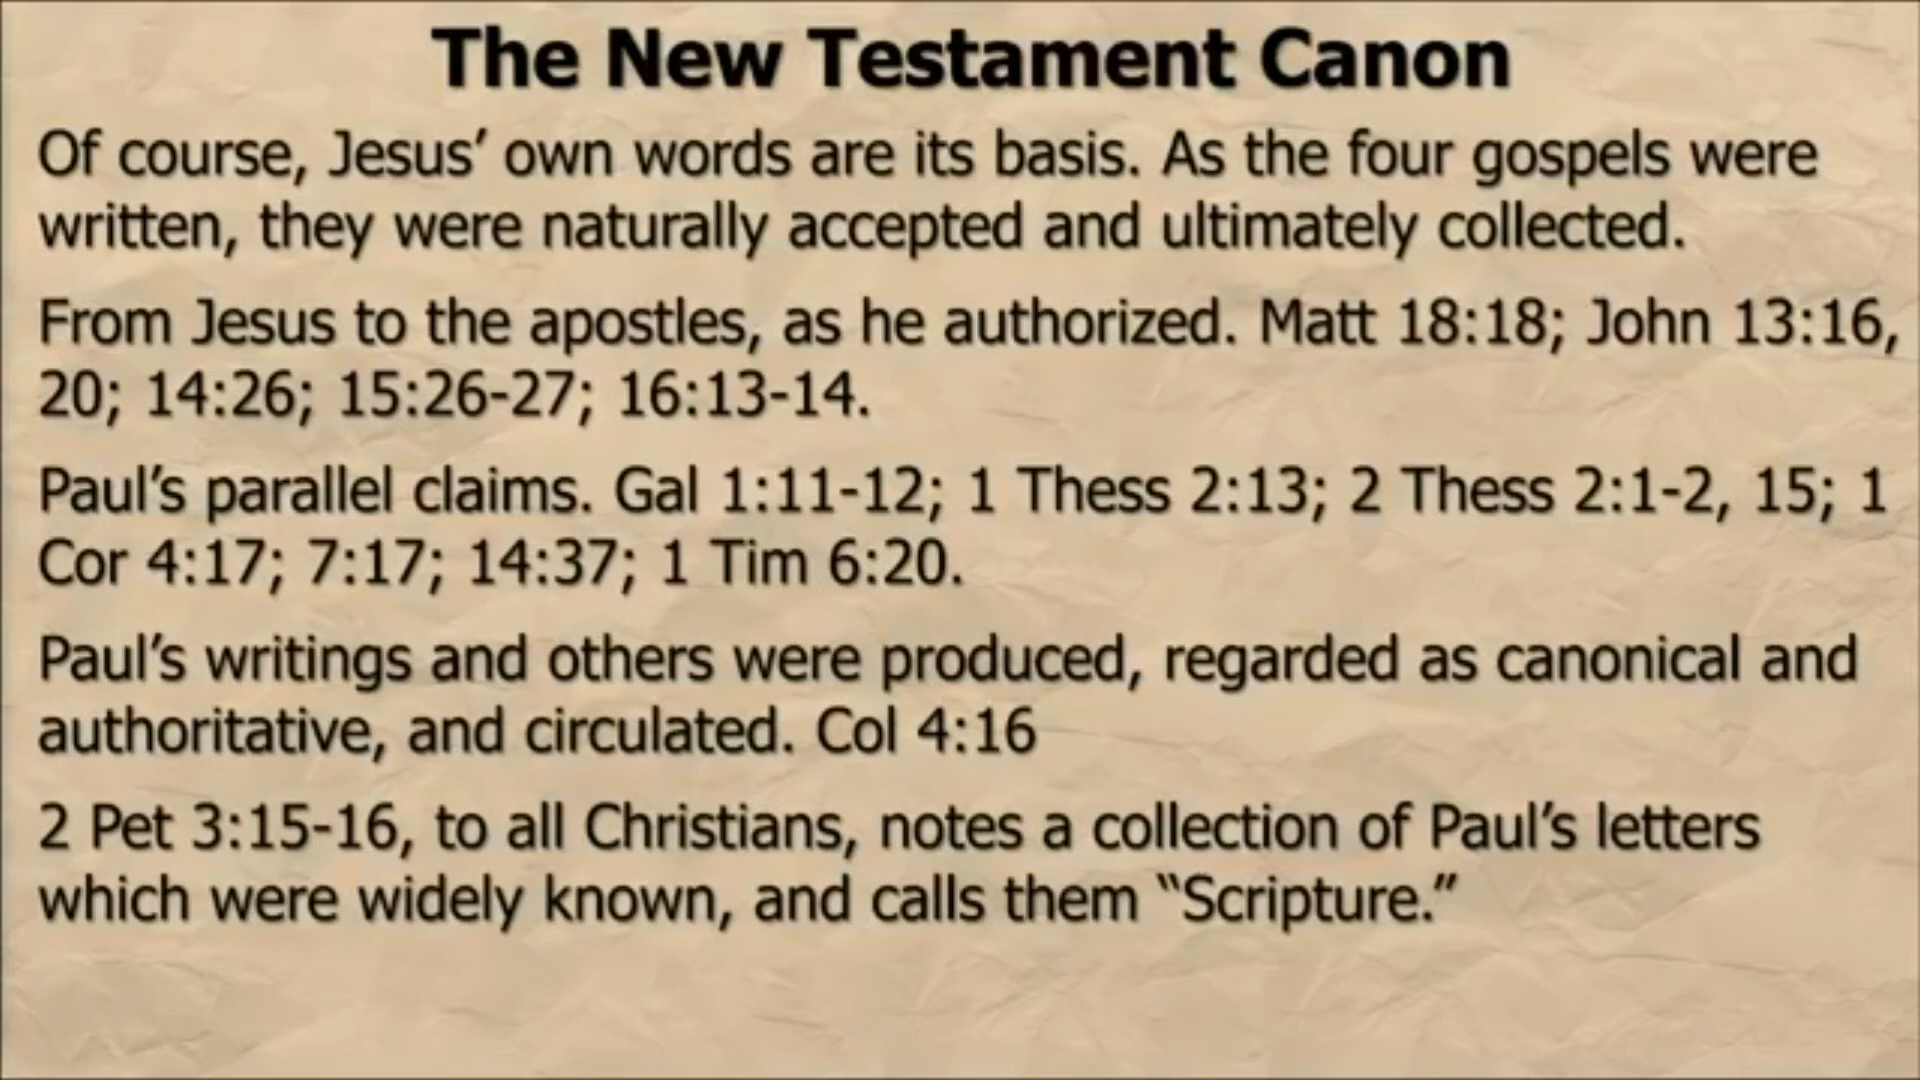 The New Testament Canon
Of course, Jesus’ own words are its basis. As the four gospels were
written, they were naturally accepted and ultimately collected.
From Jesus to the apostles, as he authorized. Matt 18:18; John 13:16,
20; 14:26; 15:26-27; 16:13-14.
Paul’s parallel claims. Gal 1:11-12; 1 Thess 2:13; 2 Thess 2:1-2, 15; 1
Cor 4:17; 7:17; 14:37; 1 Tim 6:20.
Paul’s writings and others were produced, regarded as canonical and
authoritative, and circulated. Col 4:16
2 Pet 3:15-16, to all Christians, notes a collection of Paul’s letters
which were widely known, and calls them “Scripture.”